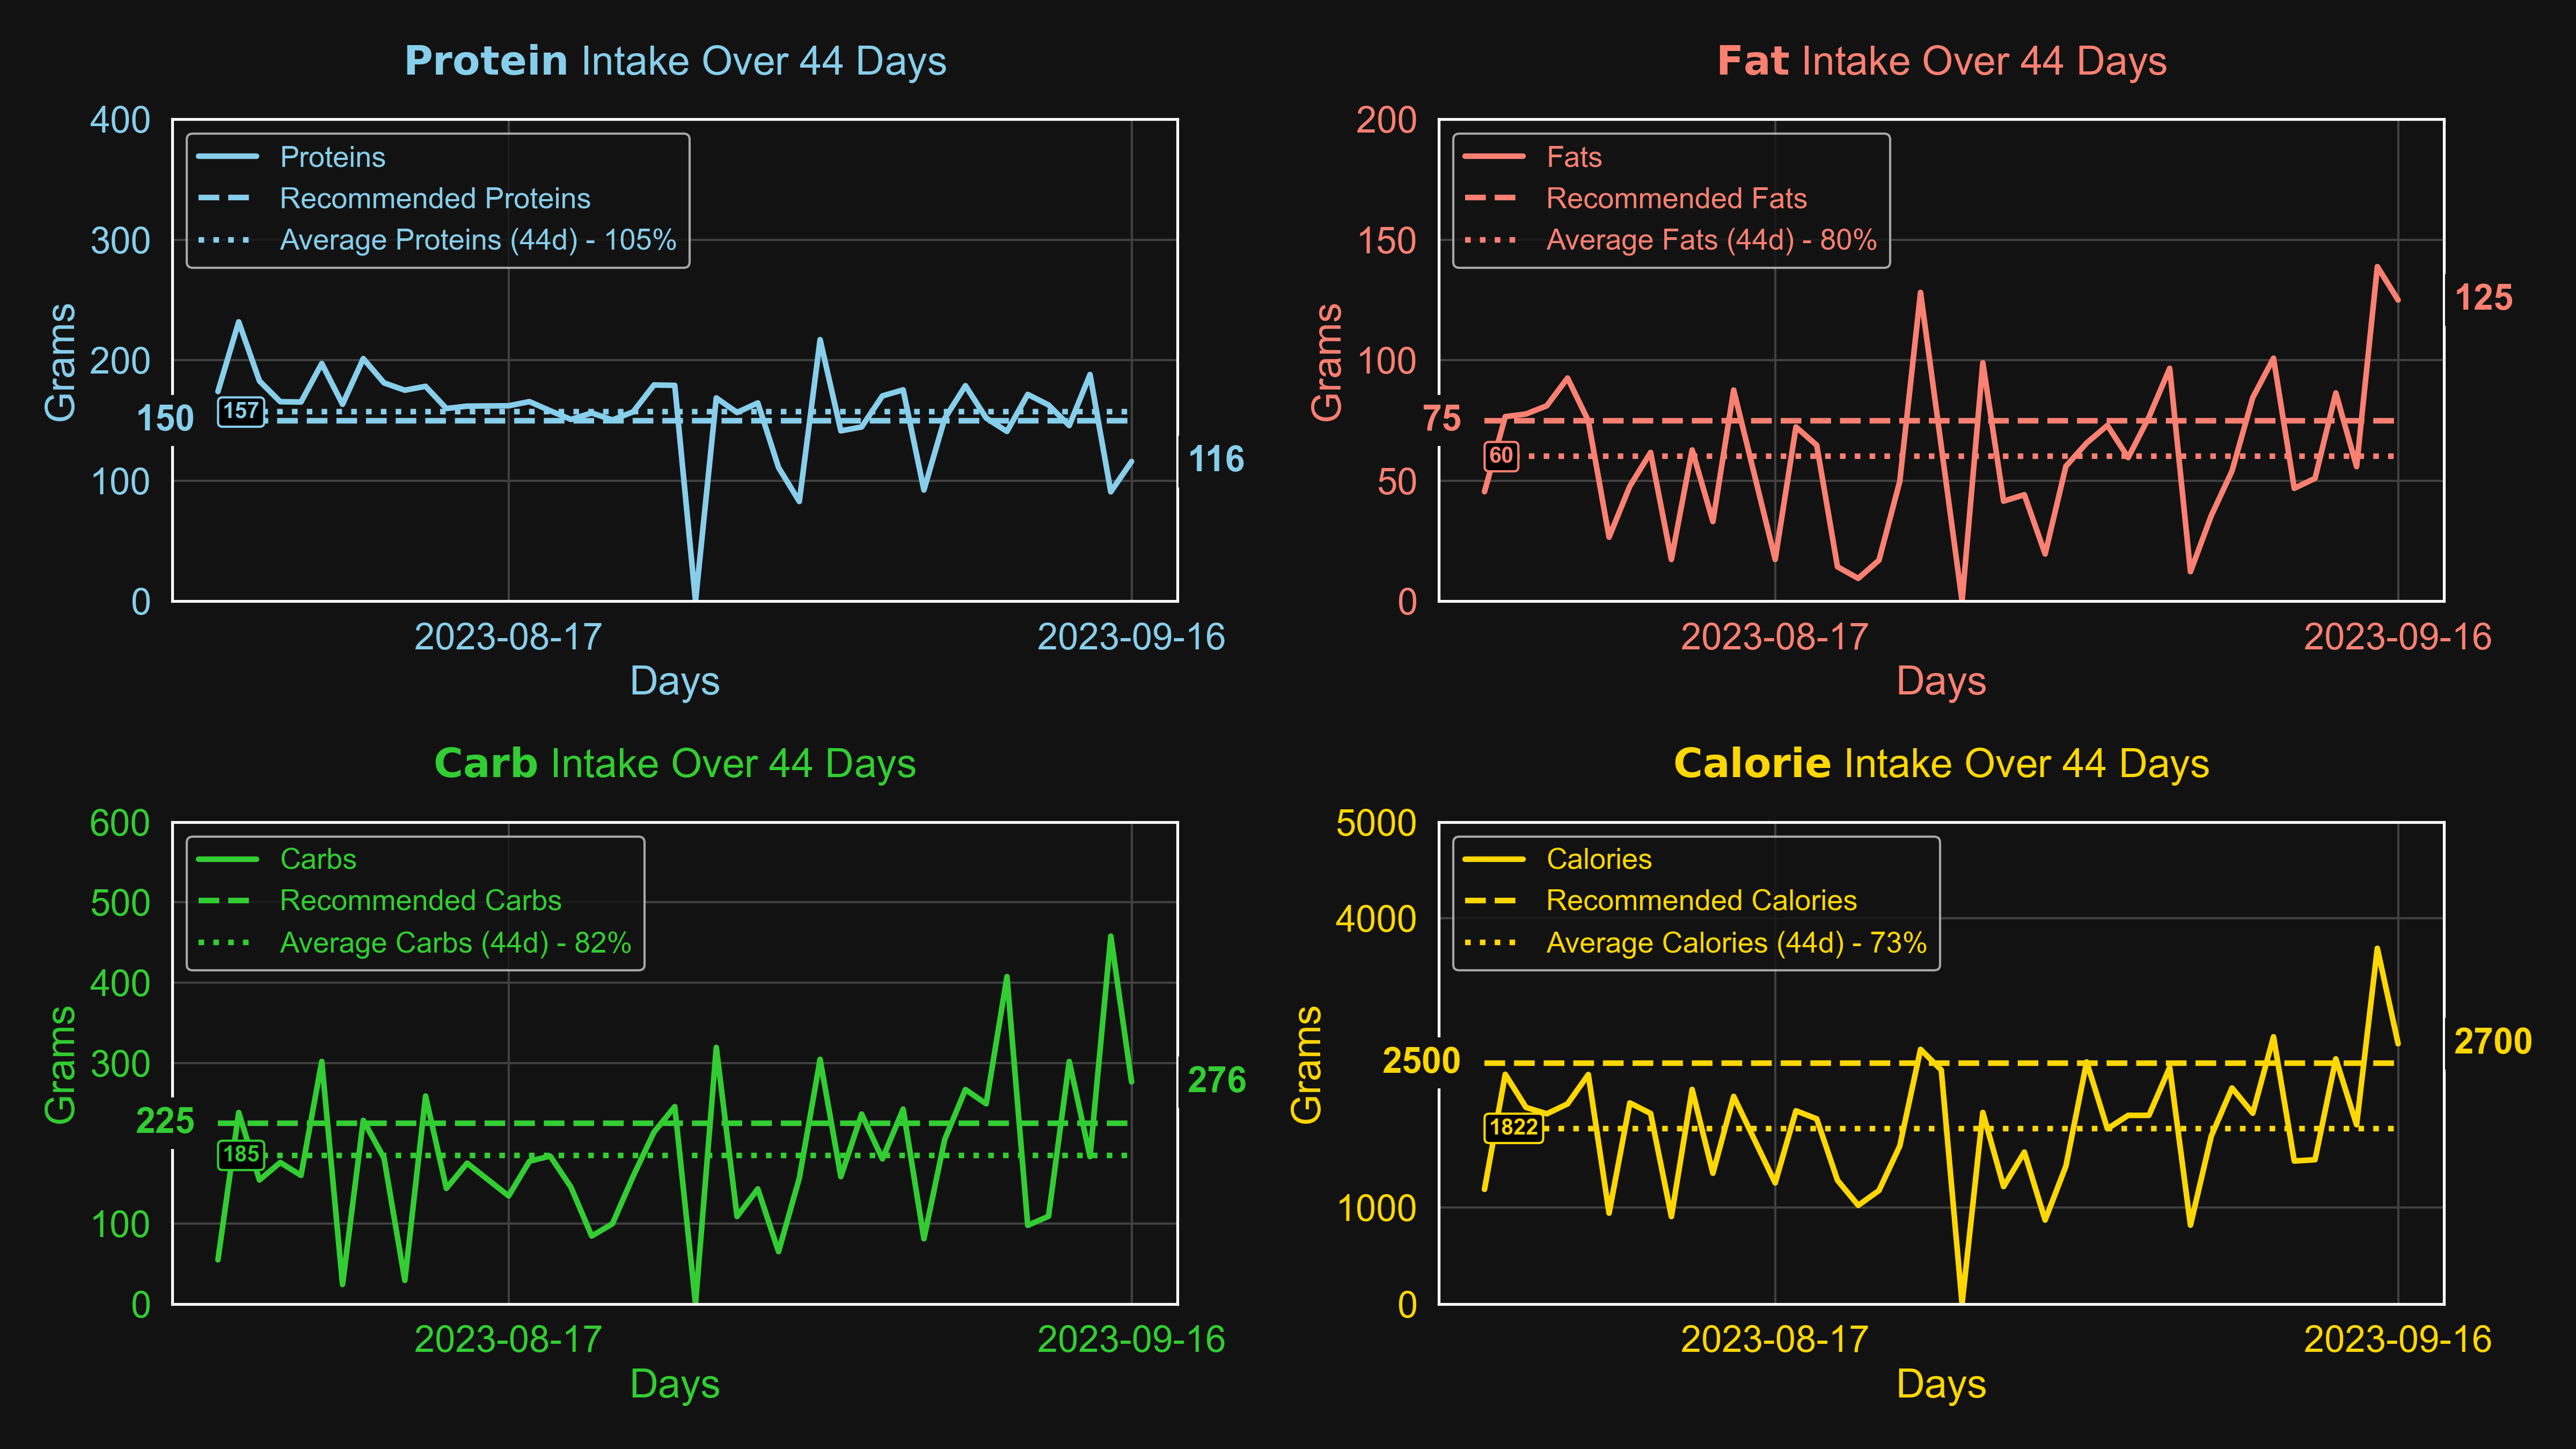 Protein Intake Over 44 Days
400
300
200
150
100
0
Grams
Proteins
Recommended Proteins
Average Proteins (44d) - 105%
157
116
2023-08-17
2023-09-16
Days
Fat Intake Over 44 Days
200
150
100
75
50
0
Grams
Fats
Recommended Fats
Average Fats (44d) - 80%
60
125
2023-08-17
2023-09-16
Days
Carb Intake Over 44 Days
600
500
400
300
225
100
0
Grams
Carbs
Recommended Carbs
Average Carbs (44d) - 82%
185
276
2023-08-17
2023-09-16
Days
Calorie Intake Over 44 Days
5000
4000
2500
1000
0
Grams
Calories
Recommended Calories
Average Calories (44d) - 73%
1822
2700
2023-08-17
2023-09-16
Days